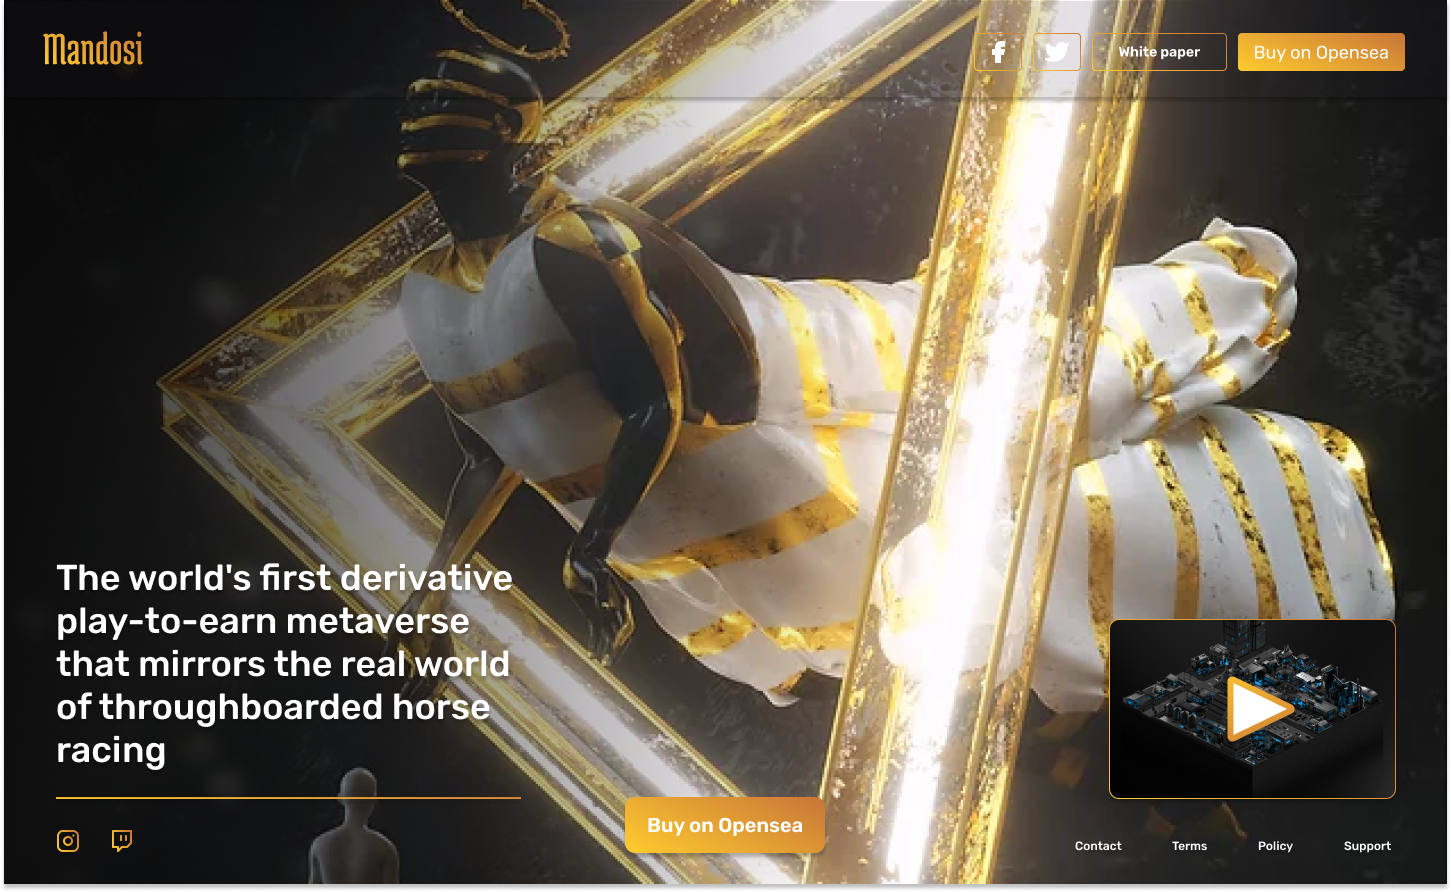 Mandosi
White paper
Buy on Opensea
The world's first derivative
play-to-earn metaverse
that mirrors the real world
of throughboarded horse
racing
Buy on Opensea
Contact
Terms
Policy
Support